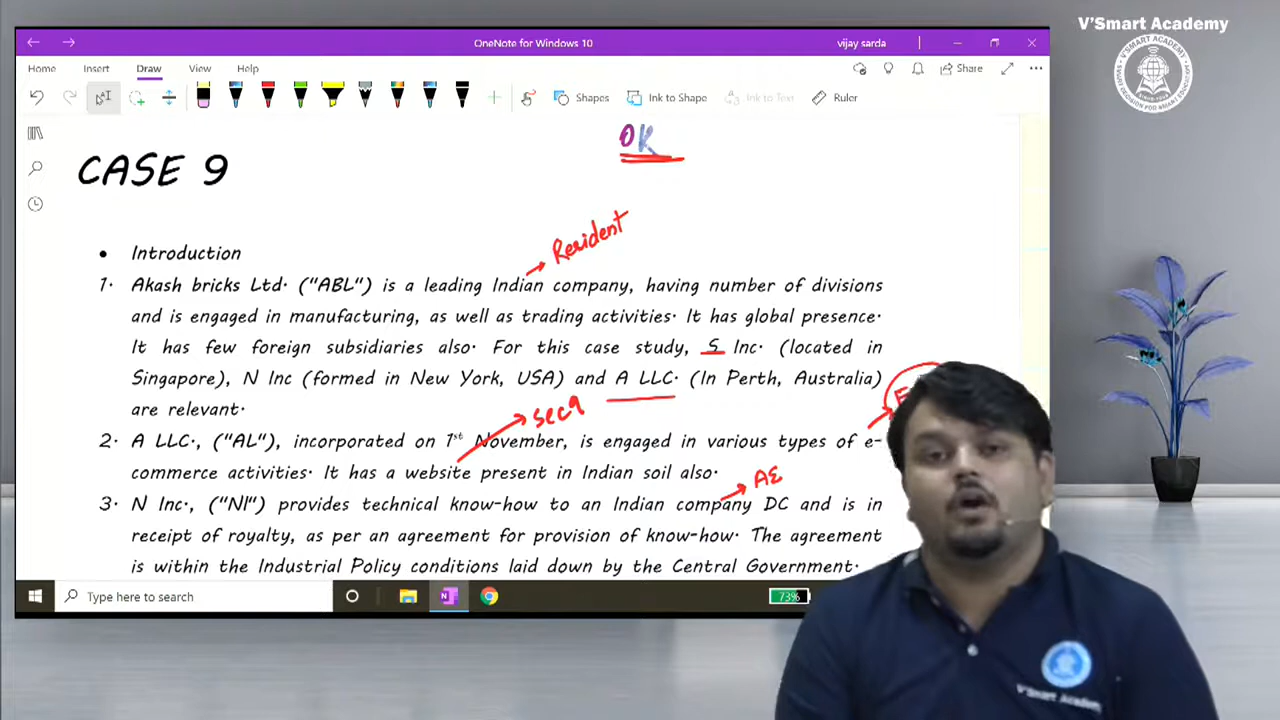 V'Smart Academy
OneNote for Windows 10
vijay sarda
Home Insert Draw View Help
Share
Shapes Ink to Shape Ink to Text Ruler
OK
CASE 9
Resident
• Introduction
1. Akash bricks Ltd. ("ABL") is a leading Indian company, having number of divisions
and is engaged in manufacturing, as well as trading activities. It has global presence.
It has few foreign subsidiaries also. For this case study, S Inc. (located in
Singapore), N Inc (formed in New York, USA) and A LLC. (In Perth, Australia)
are relevant.
sec 9
2. A LLC., ("AL"), incorporated on 1st November, is engaged in various types of e-
commerce activities. It has a website present in Indian soil also.
AE
3. N Inc., ("NI") provides technical know-how to an Indian company DC and is in
receipt of royalty, as per an agreement for provision of know-how. The agreement
is within the Industrial Policy conditions laid down by the Central Government.
Type here to search
73%
V'Smart Academy